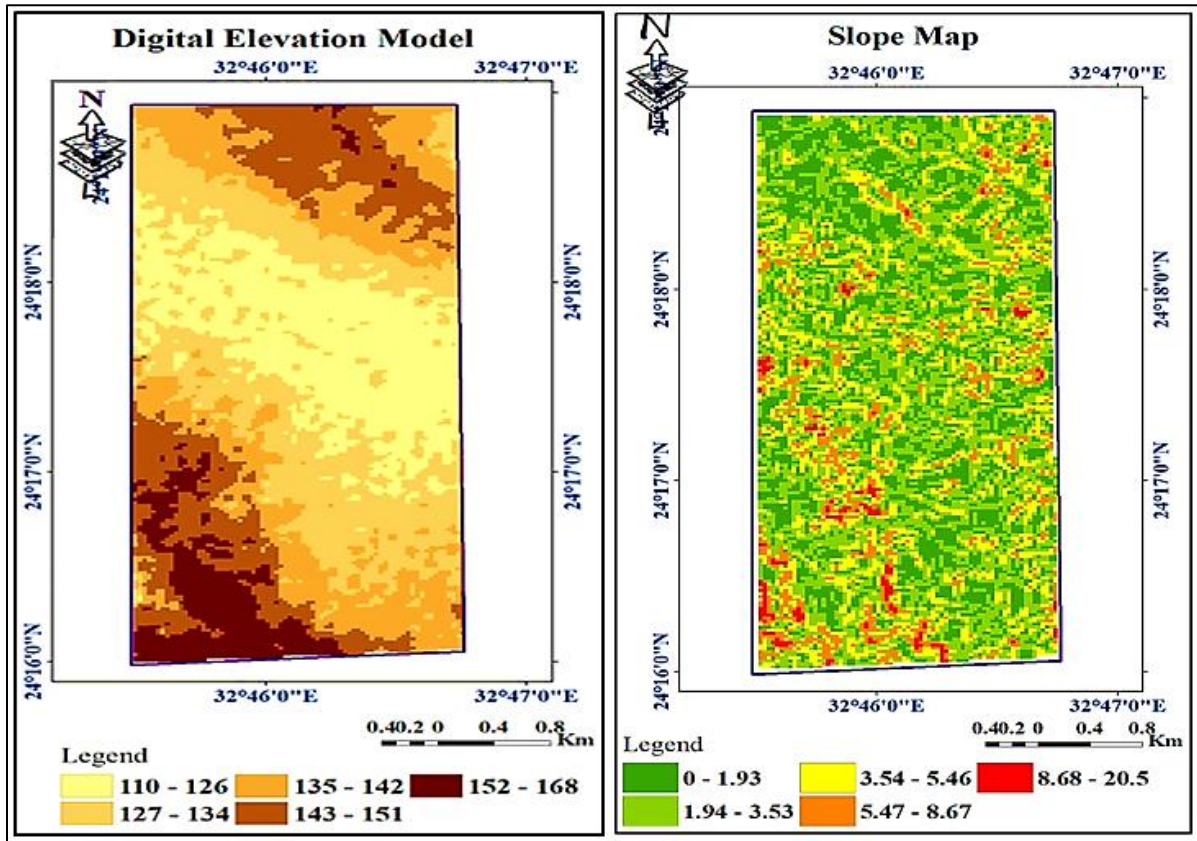 Digital Elevation Model
32°46'0"E 32°47'0"E
N
24°18'0"N 24°18'0"N
24°17'0"N 24°17'0"N
24°16'0"N 24°16'0"N
32°46'0"E 32°47'0"E
0.40.2 0 0.4 0.8
Km
Legend
110 - 126 135 - 142 152 - 168
127 - 134 143 - 151
Slope Map
32°46'0"E 32°47'0"E
N
24°18'0"N 24°18'0"N
24°17'0"N 24°17'0"N
24°16'0"N 24°16'0"N
32°46'0"E 32°47'0"E
0.40.2 0 0.4 0.8
Km
Legend
0 - 1.93 3.54 - 5.46 8.68 - 20.5
1.94 - 3.53 5.47 - 8.67